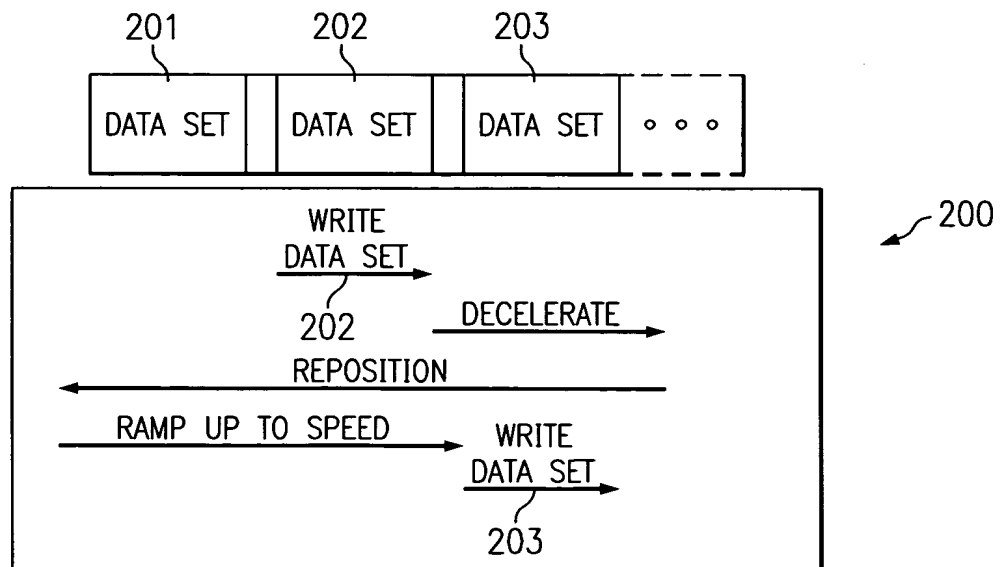 201 202 203
DATA SET DATA SET DATA SET
200
WRITE
DATA SET
202
DECELERATE
REPOSITION
RAMP UP TO SPEED
WRITE
DATA SET
203